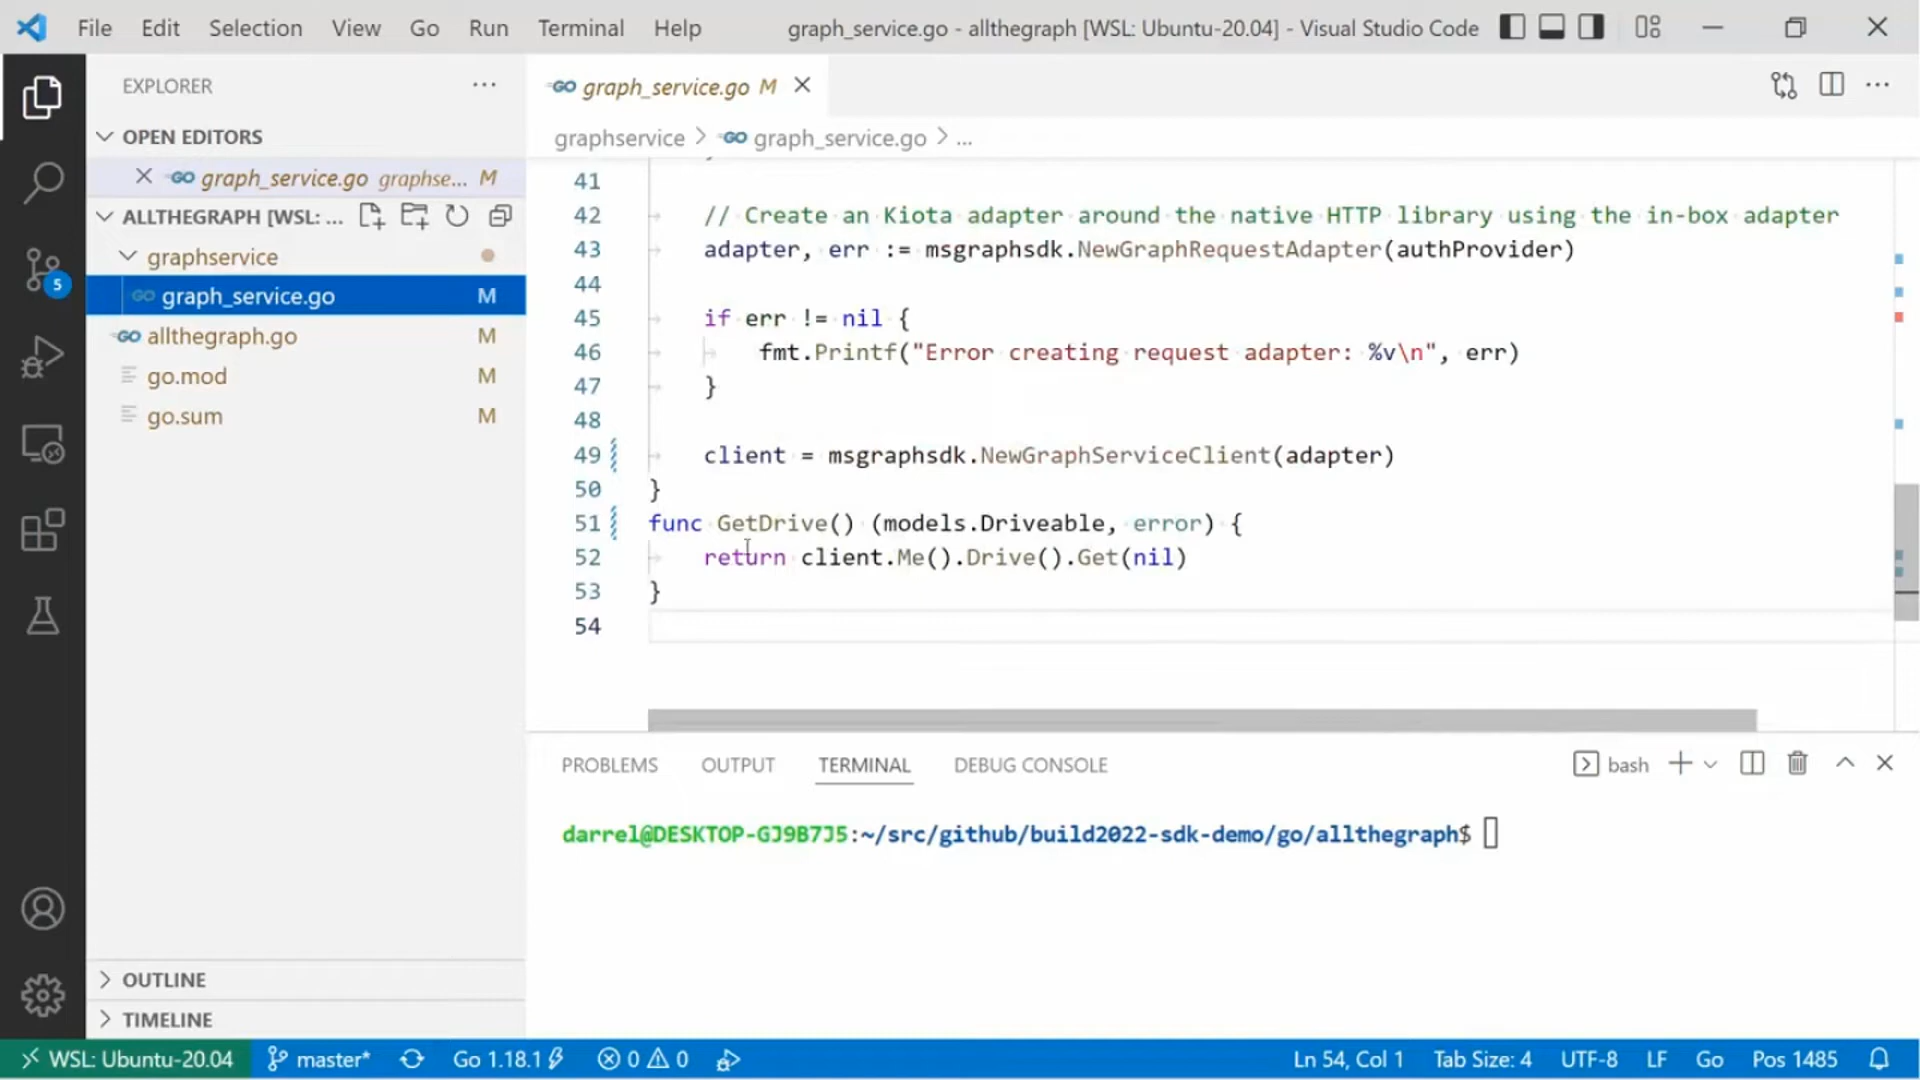 File Edit Selection View Go Run Terminal Help graph_service.go - allthegraph [WSL: Ubuntu-20.04] - Visual Studio Code
EXPLORER
OPEN EDITORS
graph_service.go graphse... M
ALLTHEGRAPH [WSL: ...
graphservice
graph_service.go M
allthegraph.go M
go.mod M
go.sum M
OUTLINE
TIMELINE
5
graph_service.go M
graphservice > graph_service.go > ...
41
42 // Create an Kiota adapter around the native HTTP library using the in-box adapter
43 adapter, err := msgraphsdk.NewGraphRequestAdapter(authProvider)
44
45 if err != nil {
46 fmt.Printf("Error creating request adapter: %v\n", err)
47 }
48
49 client = msgraphsdk.NewGraphServiceClient(adapter)
50 }
51 func GetDrive() (models.Driveable, error) {
52 return client.Me().Drive().Get(nil)
53 }
54
PROBLEMS OUTPUT TERMINAL DEBUG CONSOLE bash
darrel@DESKTOP-GJ9B7J5:~/src/github/build2022-sdk-demo/go/allthegraph$
WSL: Ubuntu-20.04 master* Go 1.18.1 0 0 Ln 54, Col 1 Tab Size: 4 UTF-8 LF Go Pos 1485